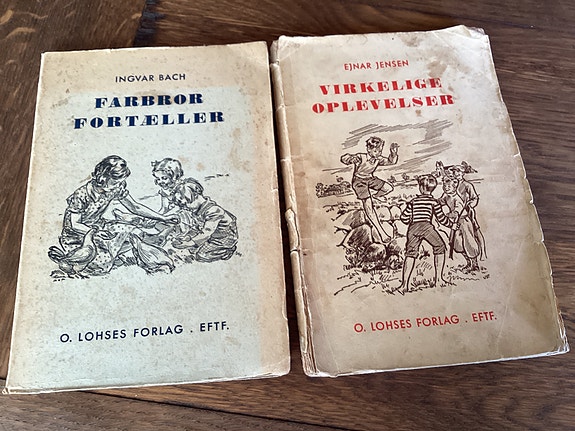 INGVAR BACH
FARBROR
FORTÆLLER
O. LOHSES FORLAG . EFTF.
EJNAR JENSEN
VIRKELIGE
OPLEVELSER
O. LOHSES FORLAG . EFTF.